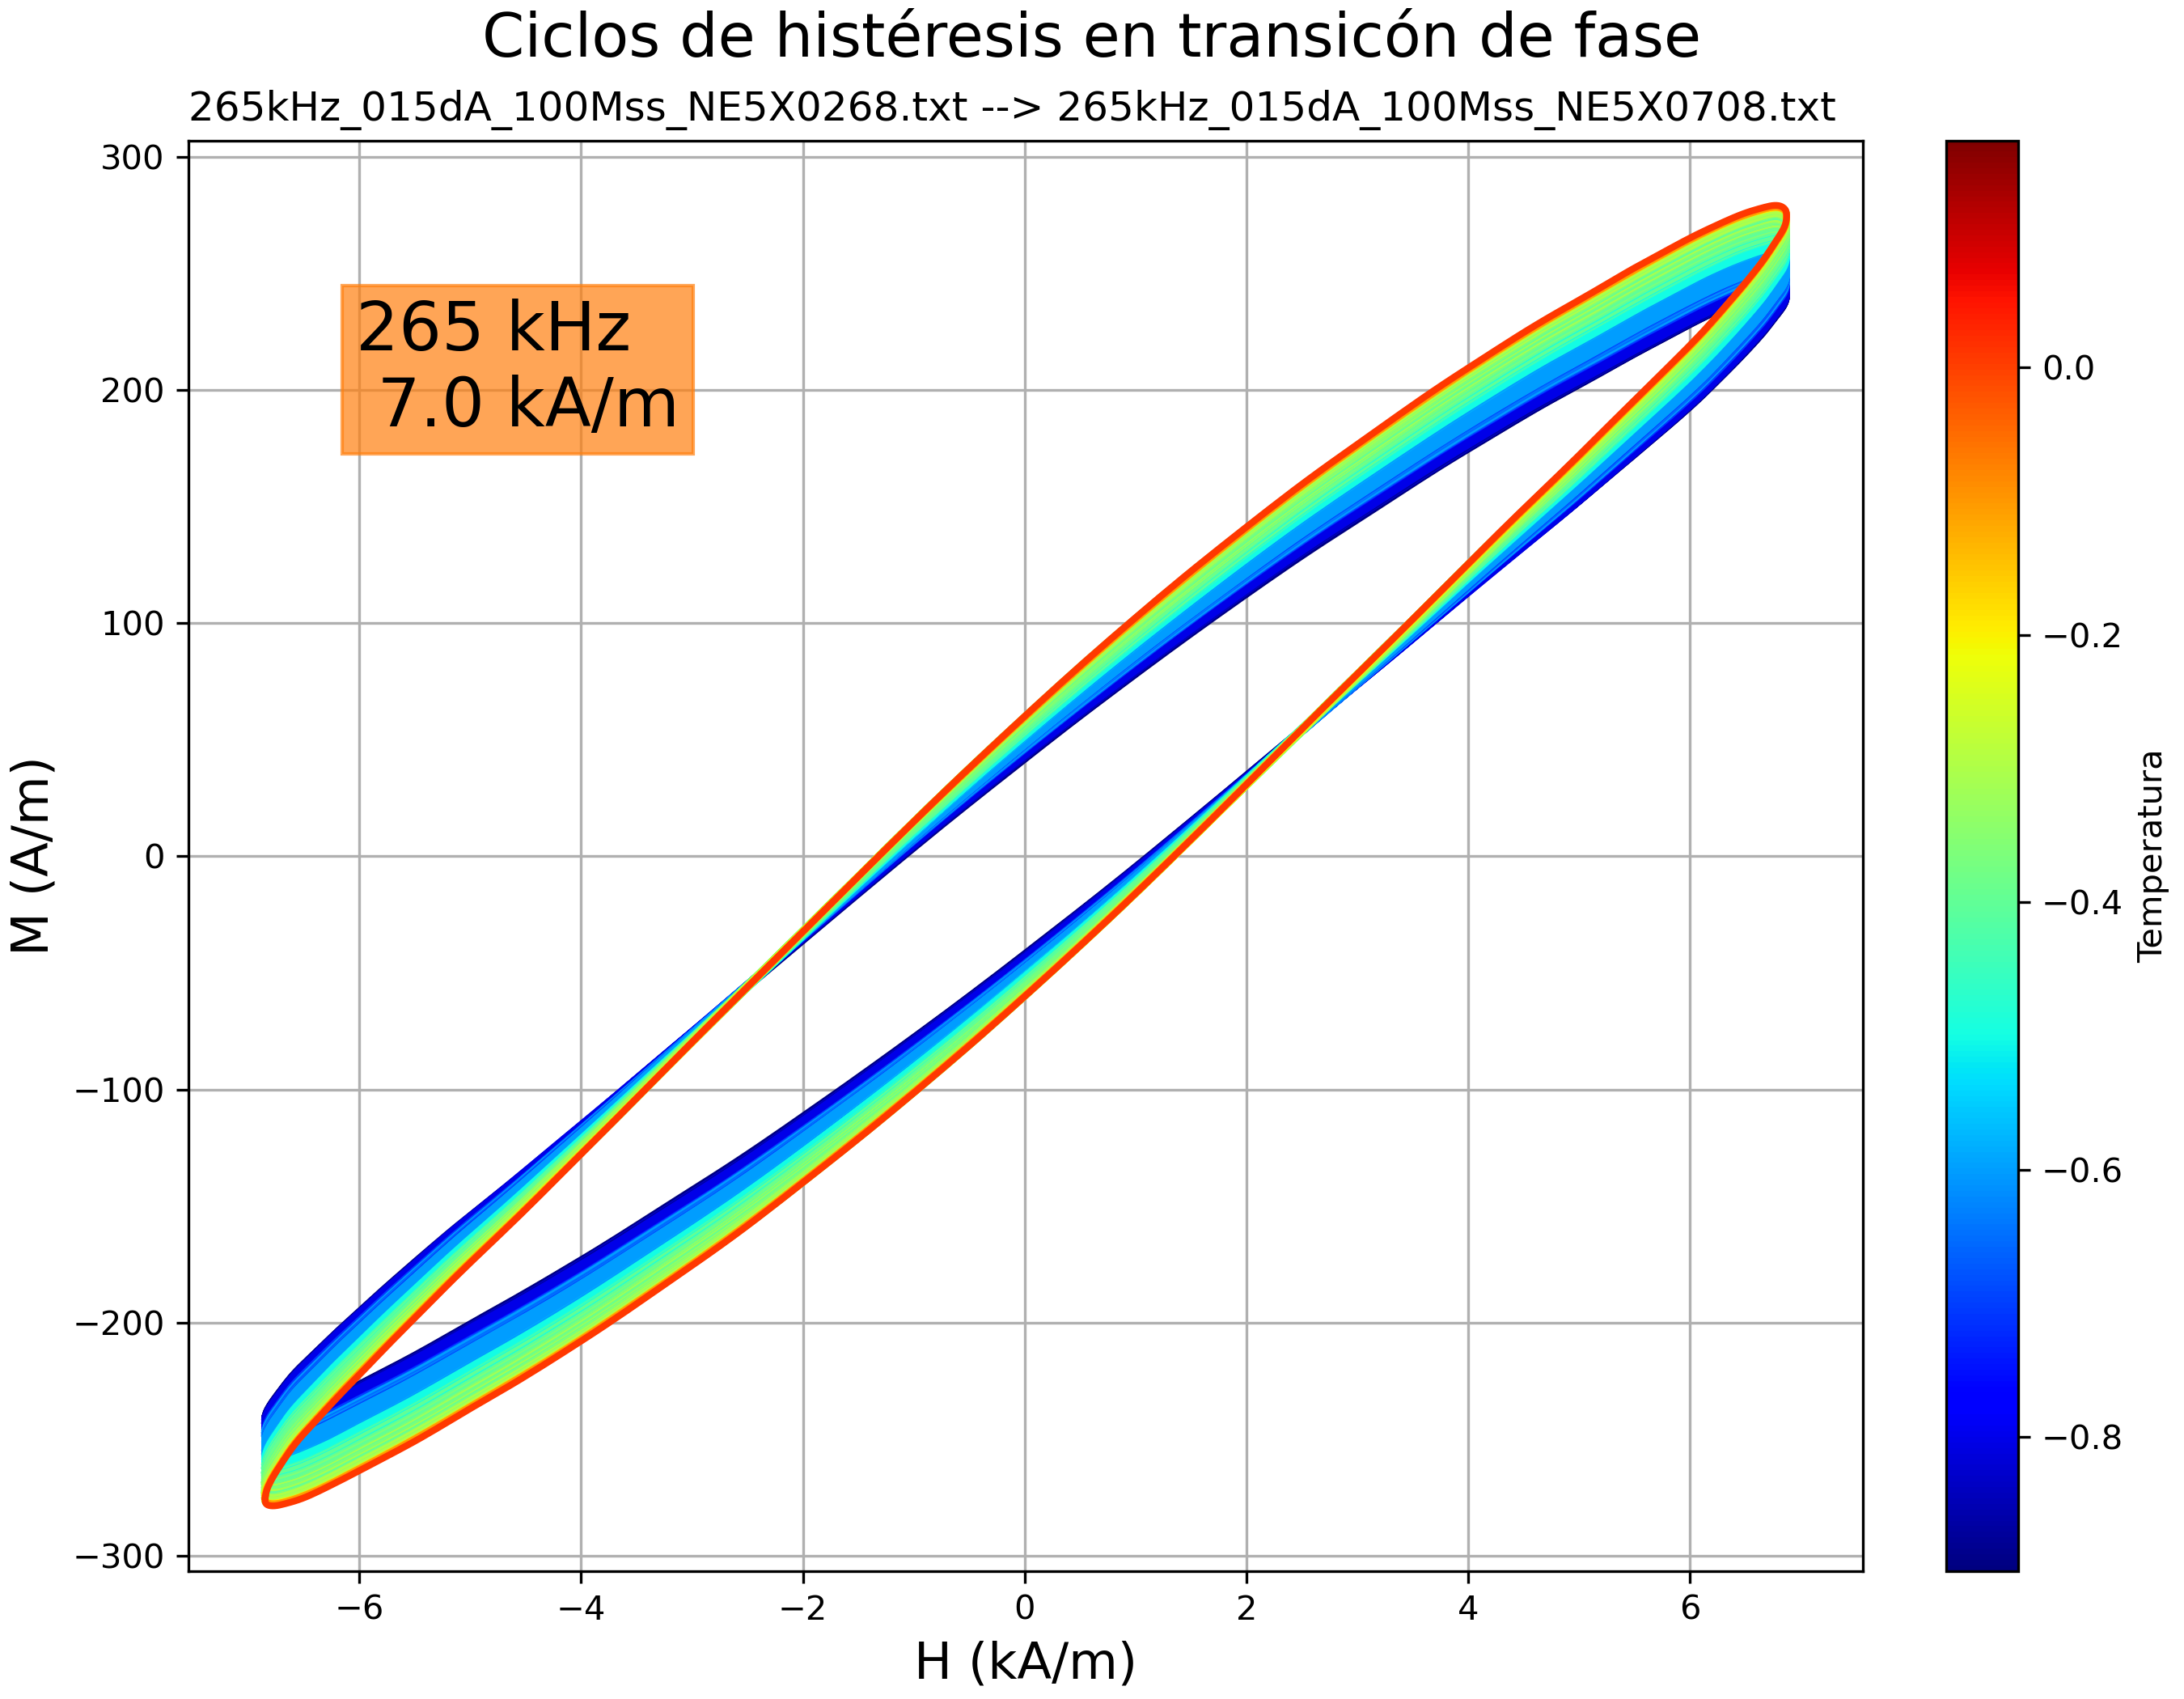 Ciclos de histéresis en transicón de fase
265kHz_015dA_100Mss_NE5X0268.txt --> 265kHz_015dA_100Mss_NE5X0708.txt
300
200
100
0
−100
−200
−300
M (A/m)
265 kHz
7.0 kA/m
−6
−4
−2
0
2
4
6
H (kA/m)
0.0
−0.2
−0.4
−0.6
−0.8
Temperatura